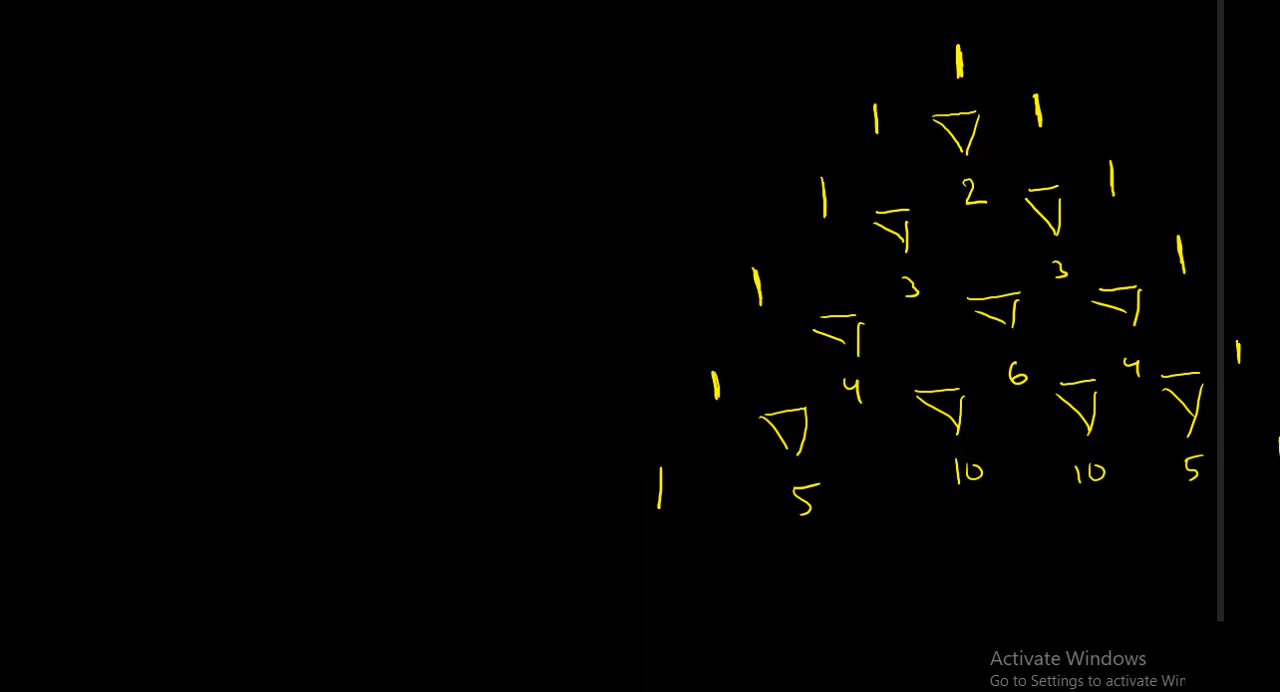 1
1 1
1 2 1
1 3 3 1
1 4 6 4 1
1 5 10 10 5
Activate Windows
Go to Settings to activate Win